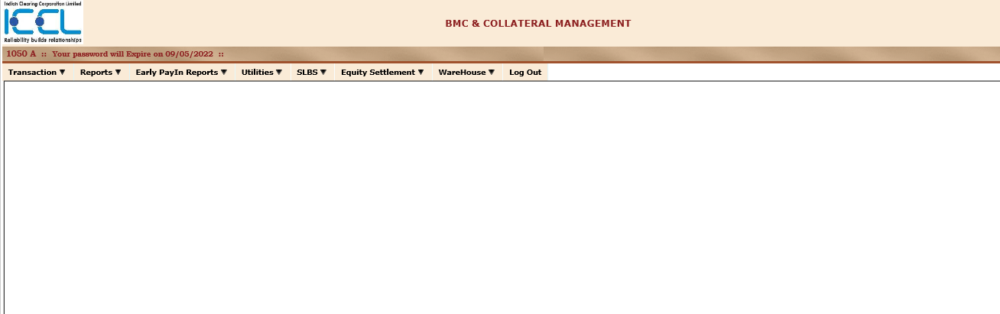 Indian Clearing Corporation Limited
ICCL
Reliability builds relationships
BMC & COLLATERAL MANAGEMENT
1050 A :: Your password will Expire on 09/05/2022 ::
Transaction ▼ Reports ▼ Early PayIn Reports ▼ Utilities ▼ SLBS ▼ Equity Settlement ▼ WareHouse ▼ Log Out